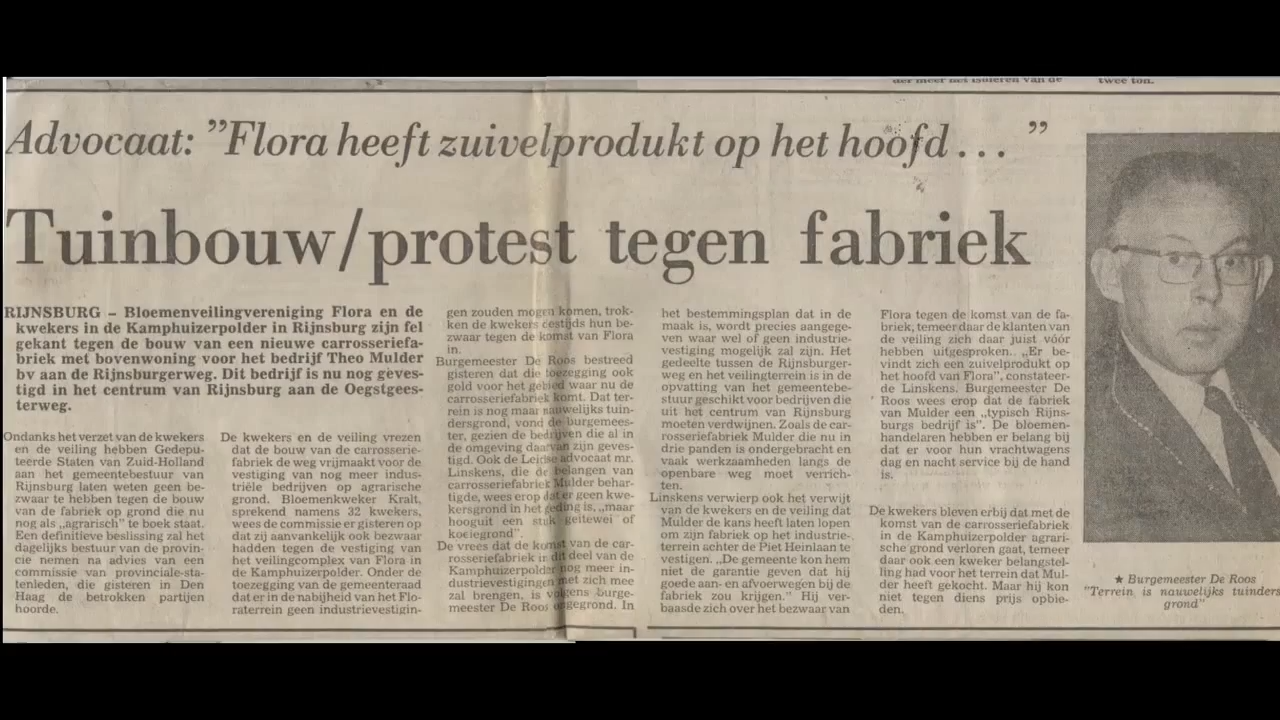 der meer het isoleren van de
twee ton.
Advocaat: ”Flora heeft zuivelprodukt op het hoofd . . . ”
Tuinbouw/protest tegen fabriek
RIJNSBURG – Bloemenveilingvereniging Flora en de
kwekers in de Kamphuizerpolder in Rijnsburg zijn fel
gekant tegen de bouw van een nieuwe carrosseriefa-
briek met bovenwoning voor het bedrijf Theo Mulder
bv aan de Rijnsburgerweg. Dit bedrijf is nu nog geves-
tigd in het centrum van Rijnsburg aan de Oegstgees-
terweg.
Ondanks het verzet van de kwekers
en de veiling hebben Gedepu-
teerde Staten van Zuid-Holland
aan het gemeentebestuur van
Rijnsburg laten weten geen be-
zwaar te hebben tegen de bouw
van de fabriek op grond die nu
nog als „agrarisch” te boek staat.
Een definitieve beslissing zal het
dagelijks bestuur van de provin-
cie nemen na advies van een
commissie van provinciale-sta-
tenleden, die gisteren in Den
Haag de betrokken partijen
hoorde.
De kwekers en de veiling vrezen
dat de bouw van de carrosserie-
fabriek de weg vrijmaakt voor de
vestiging van nog meer indus-
triële bedrijven op agrarische
grond. Bloemenkweker Kralt,
sprekend namens 32 kwekers,
wees de commissie er gisteren op
dat zij aanvankelijk ook bezwaar
hadden tegen de vestiging van
het veilingcomplex van Flora in
de Kamphuizerpolder. Onder de
toezegging van de gemeenteraad
dat er in de nabijheid van het Flo-
raterrein geen industrievestigin-
gen zouden mogen komen, trok-
ken de kwekers destijds hun be-
zwaar tegen de komst van Flora
in.
Burgemeester De Roos bestreed
gisteren dat die toezegging ook
gold voor het gebied waar nu de
carrosseriefabriek komt. Dat ter-
rein is nog maar nauwelijks tuin-
dersgrond, vond de burgemees-
ter, gezien de bedrijven die al in
de omgeving daarvan zijn geves-
tigd. Ook de Leidse advocaat mr.
Linskens, die de belangen van
carrosseriefabriek Mulder behar-
tigde, wees erop dat er geen kwe-
kersgrond in het geding is, „maar
hooguit een stuk geitewei of
koeiegrond”.
De vrees dat de komst van de car-
rosseriefabriek in dit deel van de
Kamphuizerpolder nog meer in-
dustrievestigingen met zich mee
zal brengen, is volgens burge-
meester De Roos ongegrond. In
het bestemmingsplan dat in de
maak is, wordt precies aangege-
ven waar wel of geen industrie-
vestiging mogelijk zal zijn. Het
gedeelte tussen de Rijnsburger-
weg en het veilingterrein is in de
opvatting van het gemeentebe-
stuur geschikt voor bedrijven die
uit het centrum van Rijnsburg
moeten verdwijnen. Zoals de car-
rosseriefabriek Mulder die nu in
drie panden is ondergebracht en
vaak werkzaamheden langs de
openbare weg moet verrich-
ten.
Linskens verwierp ook het verwijt
van de kwekers en de veiling dat
Mulder de kans heeft laten lopen
om zijn fabriek op het industrie-
terrein achter de Piet Heinlaan te
vestigen. „De gemeente kon hem
niet de garantie geven dat hij
goede aan- en afvoerwegen bij de
fabriek zou krijgen.” Hij ver-
baasde zich over het bezwaar van
Flora tegen de komst van de fa-
briek, temeer daar de klanten van
de veiling zich daar juist vóór
hebben uitgesproken. „Er be-
vindt zich een zuivelprodukt op
het hoofd van Flora”, constateer-
de Linskens. Burgemeester De
Roos wees erop dat de fabriek
van Mulder een „typisch Rijns-
burgs bedrijf is”. De bloemen-
handelaren hebben er belang bij
dat er voor hun vrachtwagens
dag en nacht service bij de hand
is.
De kwekers bleven erbij dat met de
komst van de carrosseriefabriek
in de Kamphuizerpolder agrari-
sche grond verloren gaat, temeer
daar ook een kweker belangstel-
ling had voor het terrein dat Mul-
der heeft gekocht. Maar hij kon
niet tegen diens prijs opbie-
den.
★ Burgemeester De Roos
"Terrein is nauwelijks tuinders
grond"